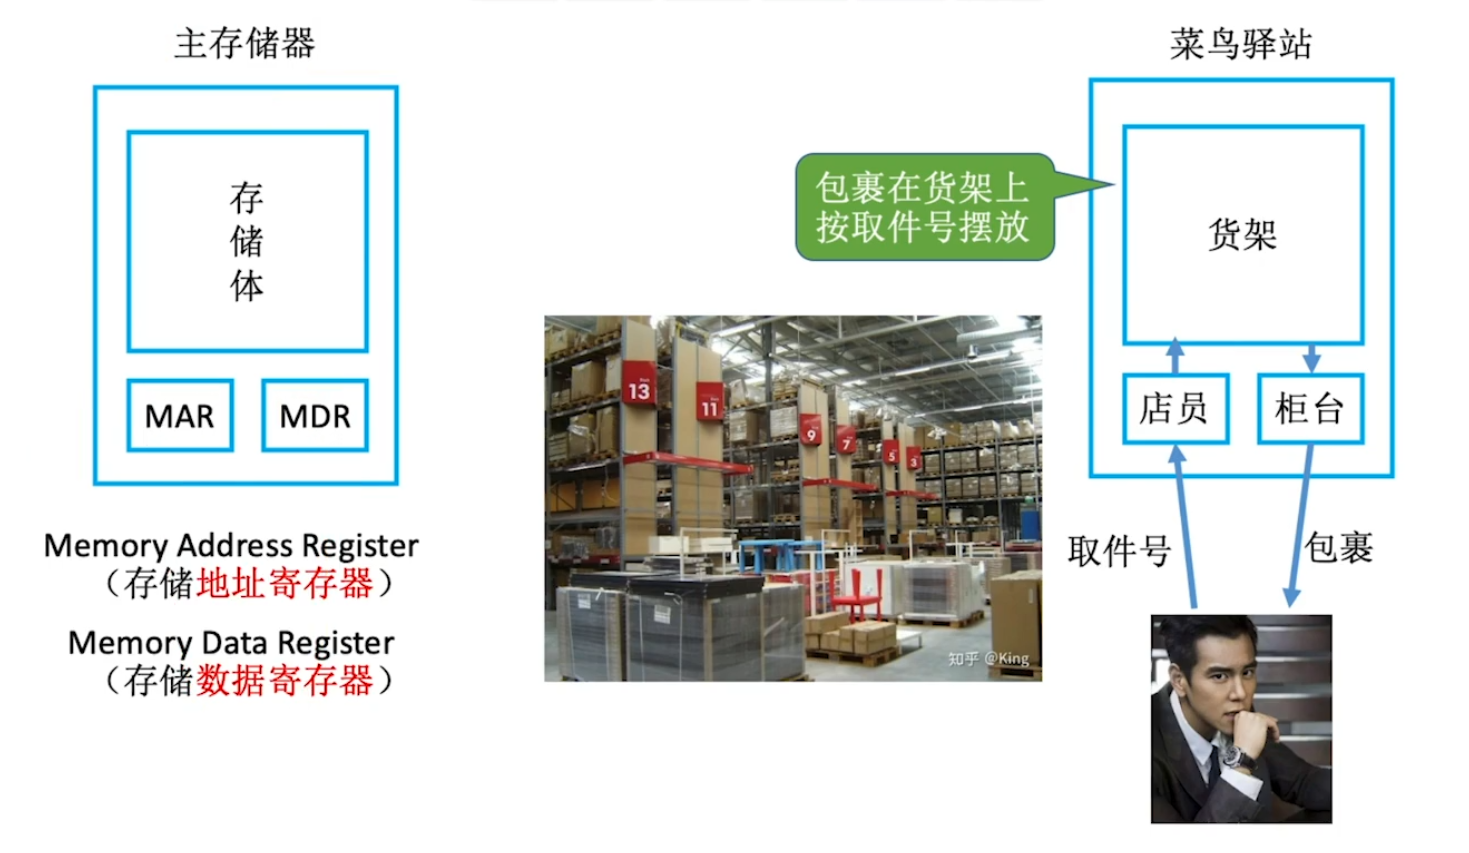 主存储器
存
储
体
MAR
MDR
Memory Address Register
（存储地址寄存器）
Memory Data Register
（存储数据寄存器）
包裹在货架上
按取件号摆放
13
11
9
7
5
3
知乎 @King
菜鸟驿站
货架
店员
柜台
取件号
包裹